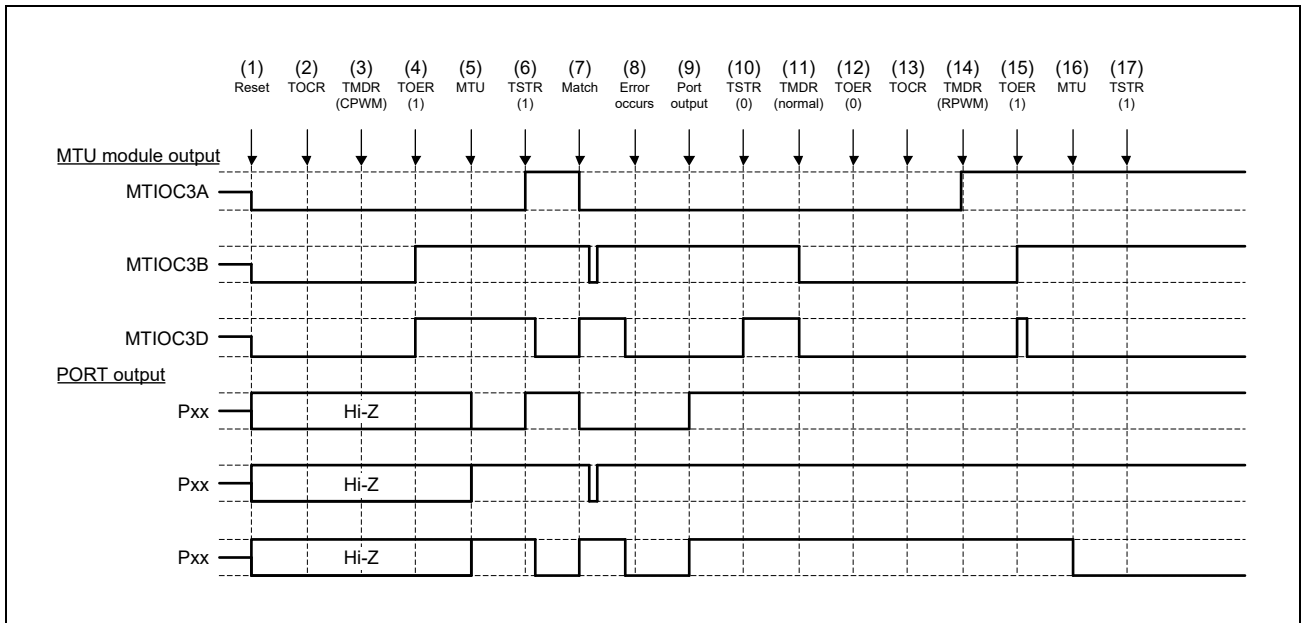 (1) (2) (3) (4) (5) (6) (7) (8) (9) (10) (11) (12) (13) (14) (15) (16) (17)
Reset TOCR TMDR TOER MTU TSTR Match Error Port TSTR TMDR TOER TOCR TMDR TOER MTU TSTR
(CPWM) (1) (1) occurs output (0) (normal) (0) (RPWM) (1) (1)
MTU module output
MTIOC3A
MTIOC3B
MTIOC3D
PORT output
Pxx Hi-Z
Pxx Hi-Z
Pxx Hi-Z